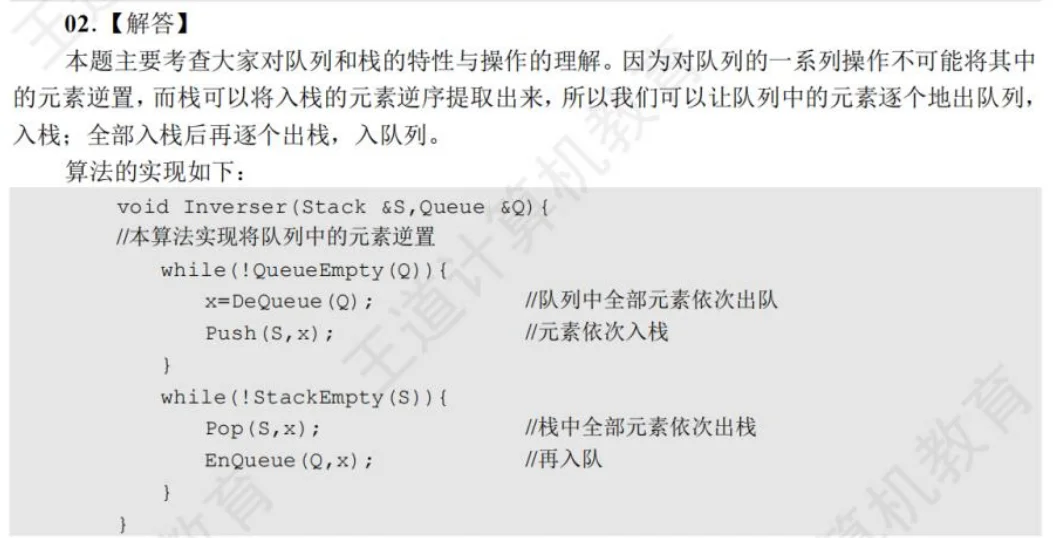 02.【解答】
本题主要考查大家对队列和栈的特性与操作的理解。因为对队列的一系列操作不可能将其中
的元素逆置，而栈可以将入栈的元素逆序提取出来，所以我们可以让队列中的元素逐个地出队列，
入栈；全部入栈后再逐个出栈，入队列。
算法的实现如下：
void Inverser(Stack &S,Queue &Q){
//本算法实现将队列中的元素逆置
while(!QueueEmpty(Q)){
x=DeQueue(Q); //队列中全部元素依次出队
Push(S,x); //元素依次入栈
}
while(!StackEmpty(S)){
Pop(S,x); //栈中全部元素依次出栈
EnQueue(Q,x); //再入队
}
}
王道计算机教育
教育
算机教育